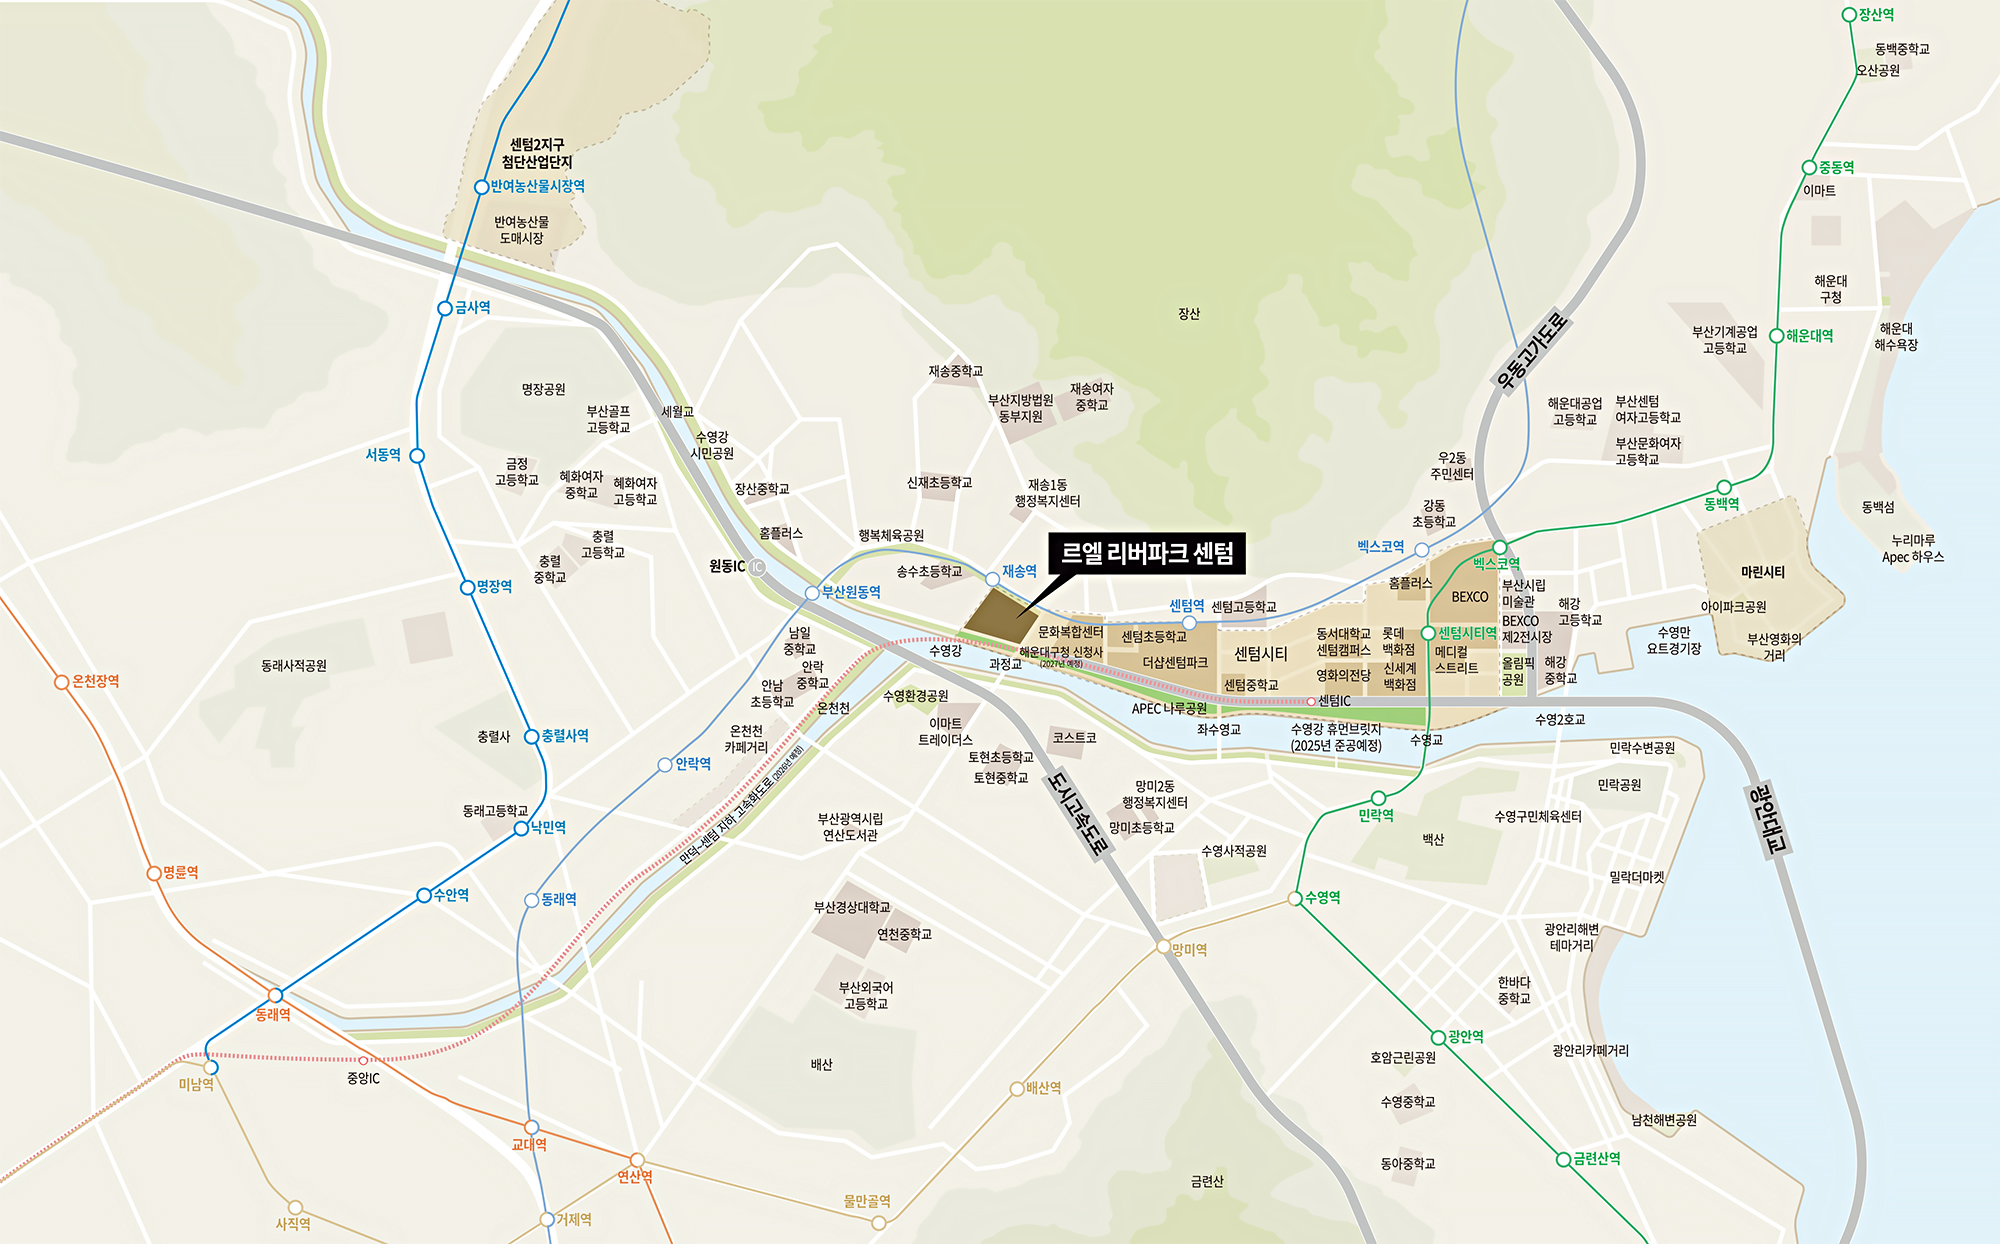 장산역
동백중학교
오산공원
센텀2지구
첨단산업단지
반여농산물시장역
반여농산물
도매시장
중동역
이마트
해운대
구청
금사역
장산
우동고가도로
부산기계공업
고등학교
해운대역
해운대
해수욕장
명장공원
재송중학교
부산지방법원
동부지원
재송여자
중학교
부산골프
고등학교
세월교
해운대공업
고등학교
부산센텀
여자고등학교
부산문화여자
고등학교
수영강
시민공원
서동역
금정
고등학교
혜화여자
중학교
혜화여자
고등학교
장산중학교
신재초등학교
재송1동
행정복지센터
우2동
주민센터
강동
초등학교
동백역
동백섬
누리마루
Apec 하우스
홈플러스
행복체육공원
충렬
고등학교
충렬
중학교
르엘 리버파크 센텀
벡스코역
벡스코역
원동IC
IC
송수초등학교
재송역
명장역
부산원동역
홈플러스
BEXCO
부산시립
미술관
BEXCO
제2전시장
해강
고등학교
마린시티
아이파크공원
센텀역
센텀고등학교
남일
중학교
문화복합센터
센텀초등학교
동서대학교
센텀캠퍼스
롯데
백화점
센텀시티역
수영만
요트경기장
부산영화의
거리
동래사적공원
안락
중학교
수영강
과정교
해운대구청 신청사
(2027년 예정)
더샵센텀파크
센텀시티
메디컬
스트리트
올림픽
공원
해강
중학교
온천장역
안남
초등학교
온천천
수영환경공원
센텀중학교
영화의전당
신세계
백화점
센텀IC
APEC 나루공원
이마트
트레이더스
좌수영교
수영강 휴먼브릿지
(2025년 준공예정)
수영교
수영2호교
충렬사
충렬사역
온천천
카페거리
코스트코
민락수변공원
안락역
만덕~센텀 지하 고속화도로 (2026년 예정)
토현초등학교
토현중학교
도시고속도로
망미2동
행정복지센터
망미초등학교
민락역
민락공원
수영구민체육센터
광안대교
동래고등학교
낙민역
부산광역시립
연산도서관
백산
수영사적공원
명륜역
밀락더마켓
수안역
동래역
부산경상대학교
연천중학교
수영역
망미역
광안리해변
테마거리
부산외국어
고등학교
한바다
중학교
동래역
광안역
호암근린공원
광안리카페거리
중앙IC
미남역
배산
배산역
수영중학교
남천해변공원
교대역
연산역
동아중학교
금련산역
금련산
사직역
거제역
물만골역